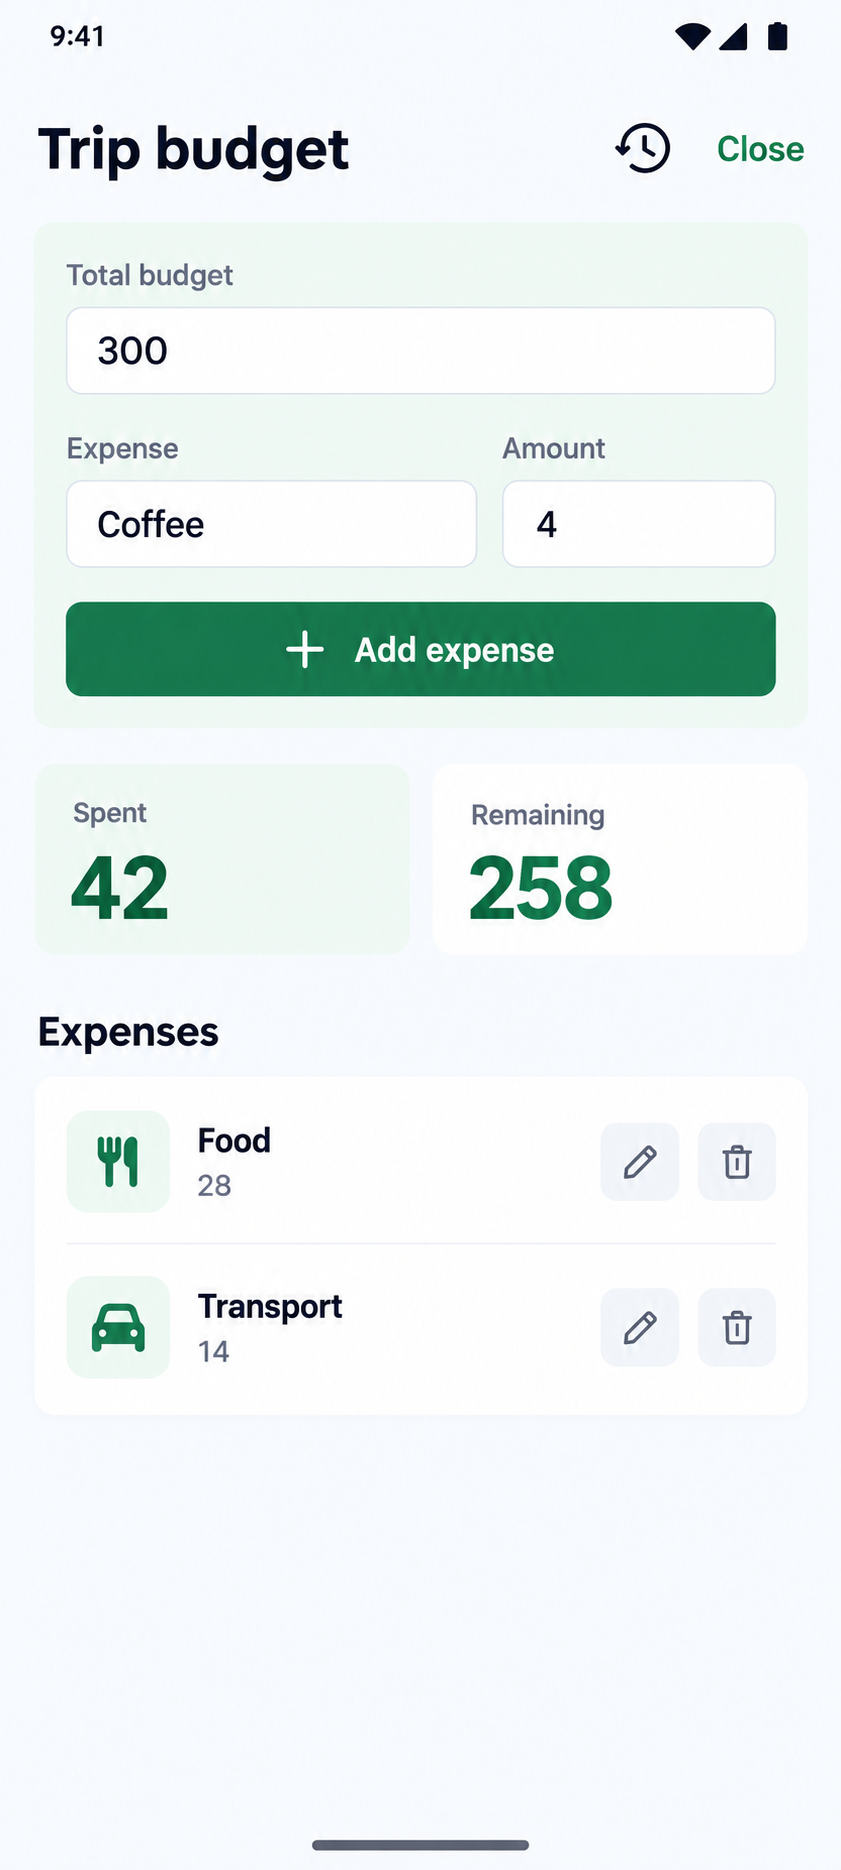 9:41
Trip budget
Close
Total budget
300
Expense
Amount
Coffee
4
Add expense
Spent
Remaining
42
258
Expenses
Food
28
Transport
14